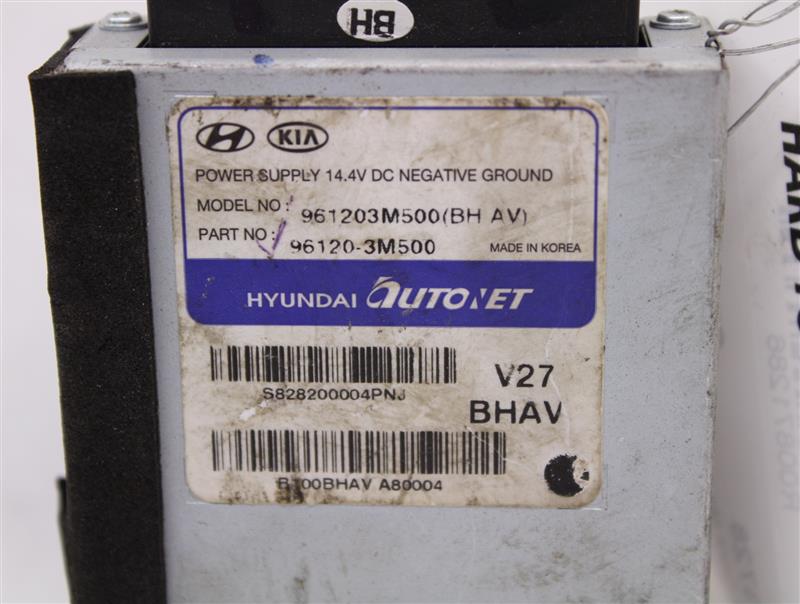 BH
KIA
POWER SUPPLY 14.4V DC NEGATIVE GROUND
MODEL NO: 961203M500(BH AV)
PART NO: 96120-3M500
MADE IN KOREA
HYUNDAI AUTONET
S828200004PNJ
V27
BHAV
B100BHAV A80004